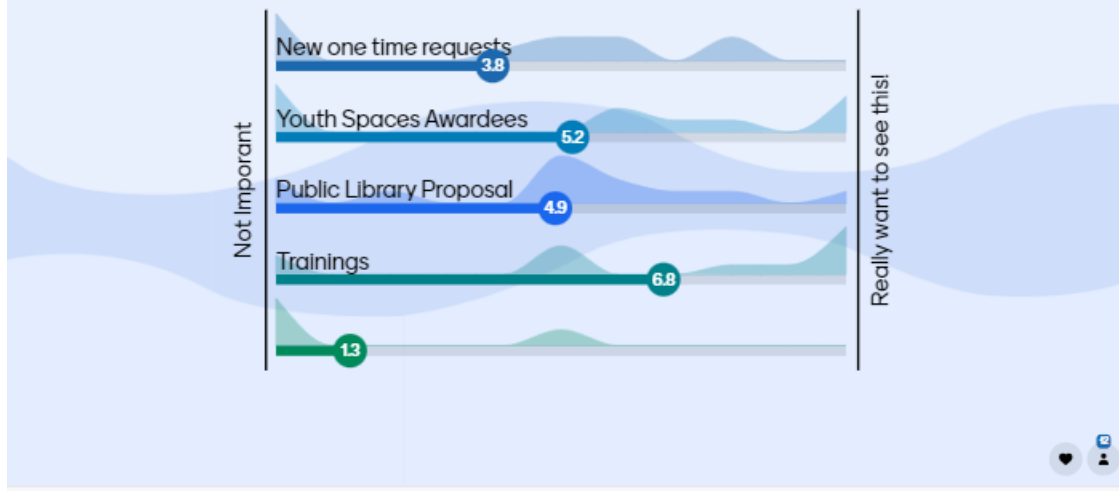 New one time requests
3.8
Youth Spaces Awardees
5.2
Public Library Proposal
4.9
Trainings
6.8
1.3
Not Imporant
Really want to see this!
12